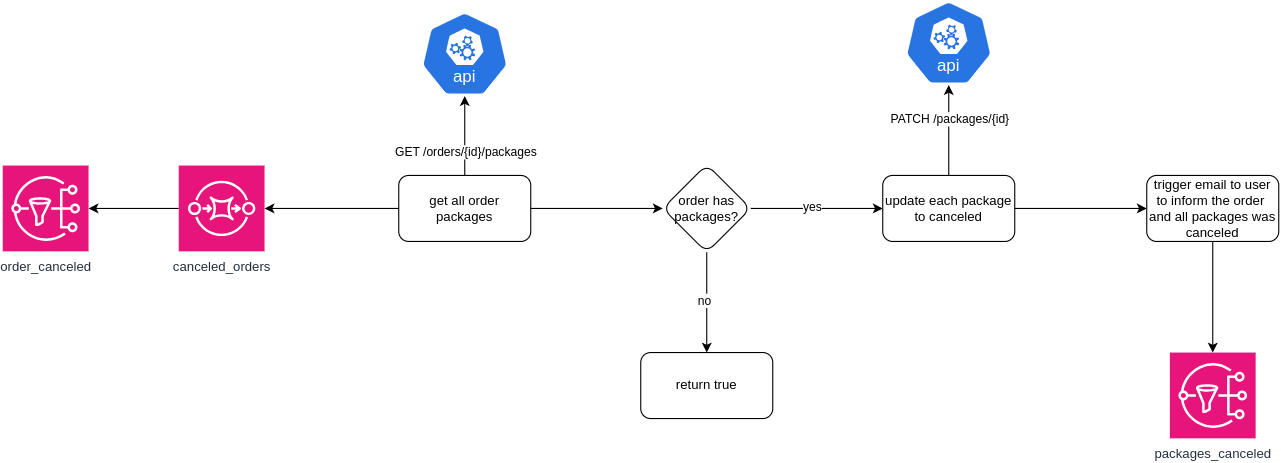 api
GET /orders/{id}/packages
order_canceled
canceled_orders
get all order
packages
order has
packages?
yes
no
return true
api
PATCH /packages/{id}
update each package
to canceled
trigger email to user
to inform the order
and all packages was
canceled
packages_canceled